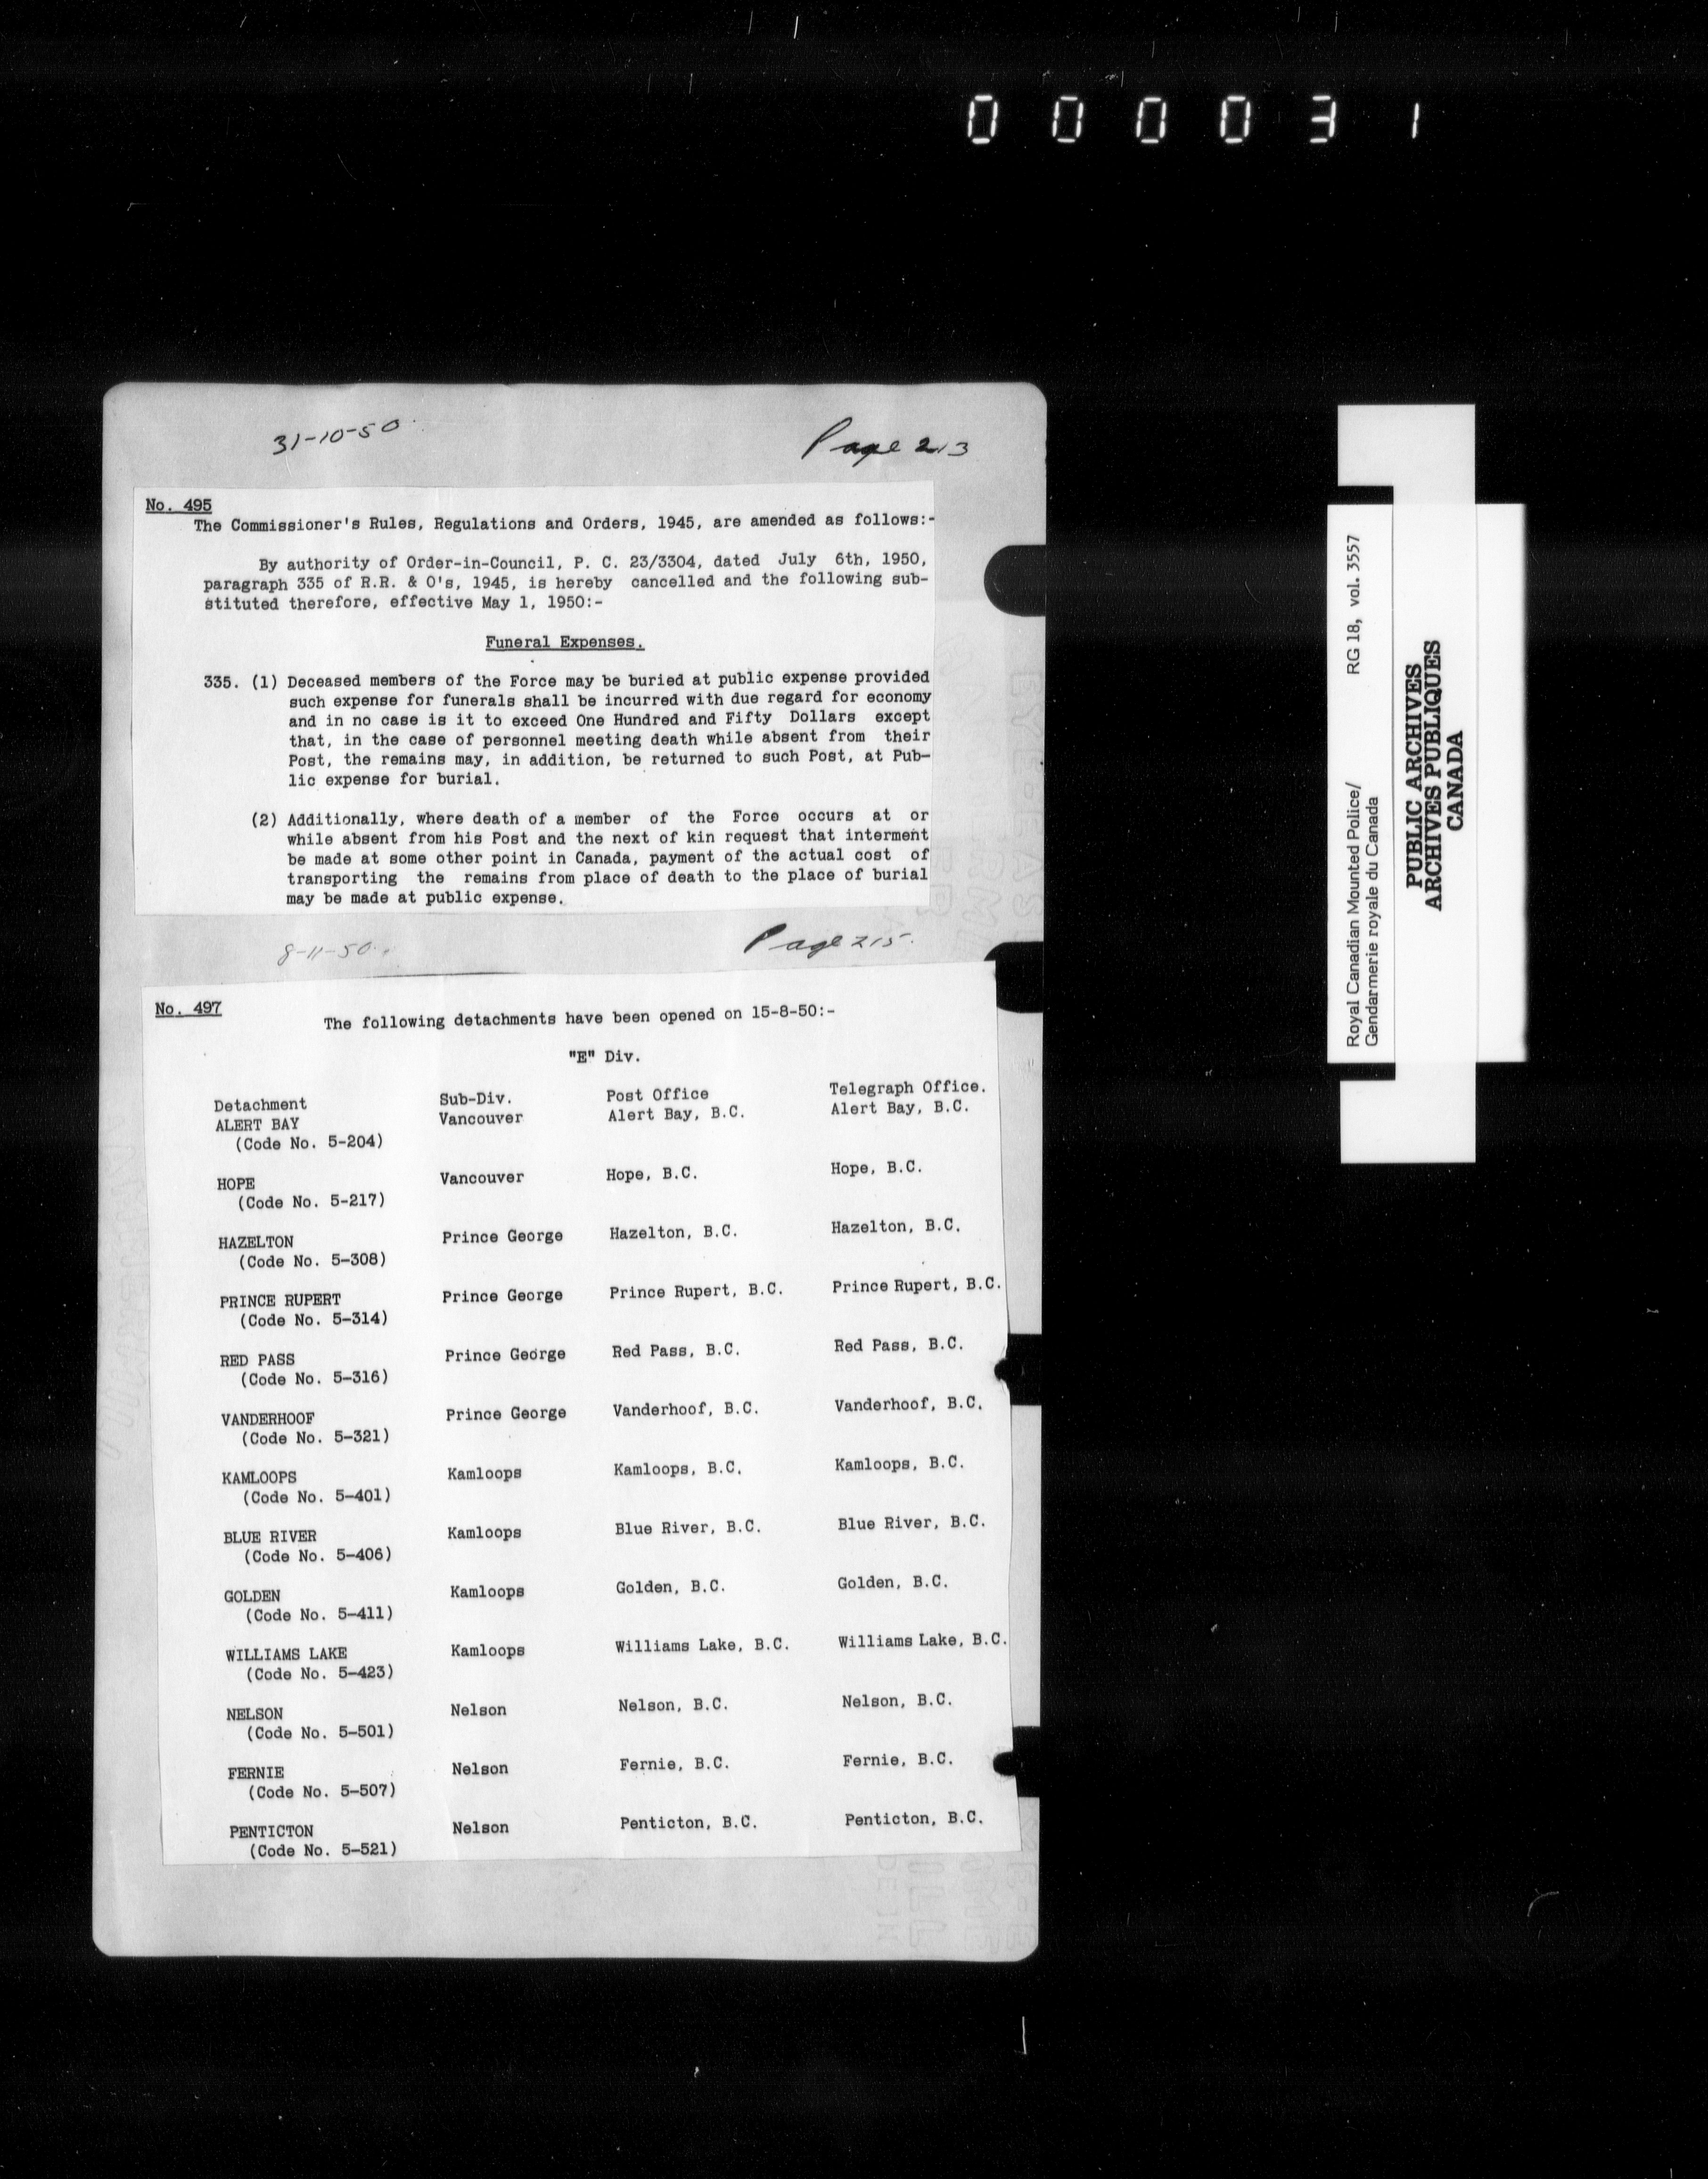 000031
31-10-50
Page 213
No. 495
The Commissioner's Rules, Regulations and Orders, 1945, are amended as follows:-
By authority of Order-in-Council, P. C. 23/3304, dated July 6th, 1950,
paragraph 335 of R.R. & O's, 1945, is hereby cancelled and the following sub-
stituted therefore, effective May 1, 1950:-
Funeral Expenses.
335. (1) Deceased members of the Force may be buried at public expense provided
such expense for funerals shall be incurred with due regard for economy
and in no case is it to exceed One Hundred and Fifty Dollars except
that, in the case of personnel meeting death while absent from their
Post, the remains may, in addition, be returned to such Post, at Pub-
lic expense for burial.
(2) Additionally, where death of a member of the Force occurs at or
while absent from his Post and the next of kin request that interment
be made at some other point in Canada, payment of the actual cost of
transporting the remains from place of death to the place of burial
may be made at public expense.
8-11-50
Page 215.
No. 497
The following detachments have been opened on 15-8-50:-
"E" Div.
Detachment Sub-Div. Post Office Telegraph Office.
ALERT BAY Vancouver Alert Bay, B.C. Alert Bay, B.C.
(Code No. 5-204)
HOPE Vancouver Hope, B.C. Hope, B.C.
(Code No. 5-217)
HAZELTON Prince George Hazelton, B.C. Hazelton, B.C.
(Code No. 5-308)
PRINCE RUPERT Prince George Prince Rupert, B.C. Prince Rupert, B.C.
(Code No. 5-314)
RED PASS Prince George Red Pass, B.C. Red Pass, B.C.
(Code No. 5-316)
VANDERHOOF Prince George Vanderhoof, B.C. Vanderhoof, B.C.
(Code No. 5-321)
KAMLOOPS Kamloops Kamloops, B.C. Kamloops, B.C.
(Code No. 5-401)
BLUE RIVER Kamloops Blue River, B.C. Blue River, B.C.
(Code No. 5-406)
GOLDEN Kamloops Golden, B.C. Golden, B.C.
(Code No. 5-411)
WILLIAMS LAKE Kamloops Williams Lake, B.C. Williams Lake, B.C.
(Code No. 5-423)
NELSON Nelson Nelson, B.C. Nelson, B.C.
(Code No. 5-501)
FERNIE Nelson Fernie, B.C. Fernie, B.C.
(Code No. 5-507)
PENTICTON Nelson Penticton, B.C. Penticton, B.C.
(Code No. 5-521)
Royal Canadian Mounted Police/ RG 18, vol. 3557
Gendarmerie royale du Canada
PUBLIC ARCHIVES
ARCHIVES PUBLIQUES
CANADA